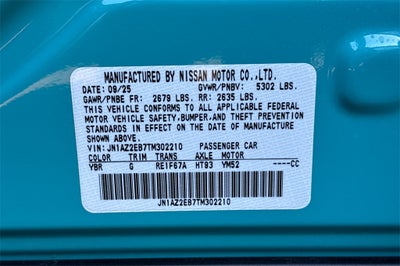 MANUFACTURED BY NISSAN MOTOR CO.,LTD.
DATE: 09/25 GVWR/PNBV: 5302 LBS.
GAWR/PNBE FR: 2679 LBS. RR: 2635 LBS.
THIS VEHICLE CONFORMS TO ALL APPLICABLE FEDERAL
MOTOR VEHICLE SAFETY,BUMPER,AND THEFT PREVENTION
STANDARDS IN EFFECT ON THE DATE OF MANUFACTURE
SHOWN ABOVE.
VIN: JN1AZ2EB7TM302210 PASSENGER CAR
COLOR TRIM TRANS AXLE MOTOR
YBR G RE1F67A HT93 YM52 ----CC
JN1AZ2EB7TM302210